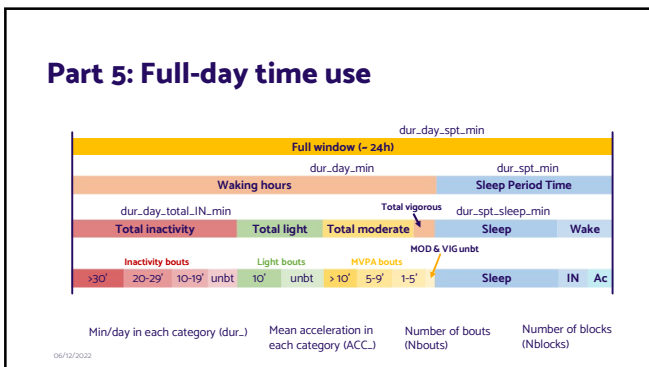 Part 5: Full-day time use
dur_day_spt_min
Full window (~ 24h)
dur_day_min
dur_spt_min
Waking hours
Sleep Period Time
Total vigorous
dur_day_total_IN_min
dur_spt_sleep_min
Total inactivity
Total light
Total moderate
Sleep
Wake
MOD & VIG unbt
Inactivity bouts
Light bouts
MVPA bouts
>30'
20-29'
10-19'
unbt
10'
unbt
> 10'
5-9'
1-5'
Sleep
IN
Ac
Min/day in each category (dur_)
Mean acceleration in
each category (ACC_)
Number of bouts
(Nbouts)
Number of blocks
(Nblocks)
06/12/2022